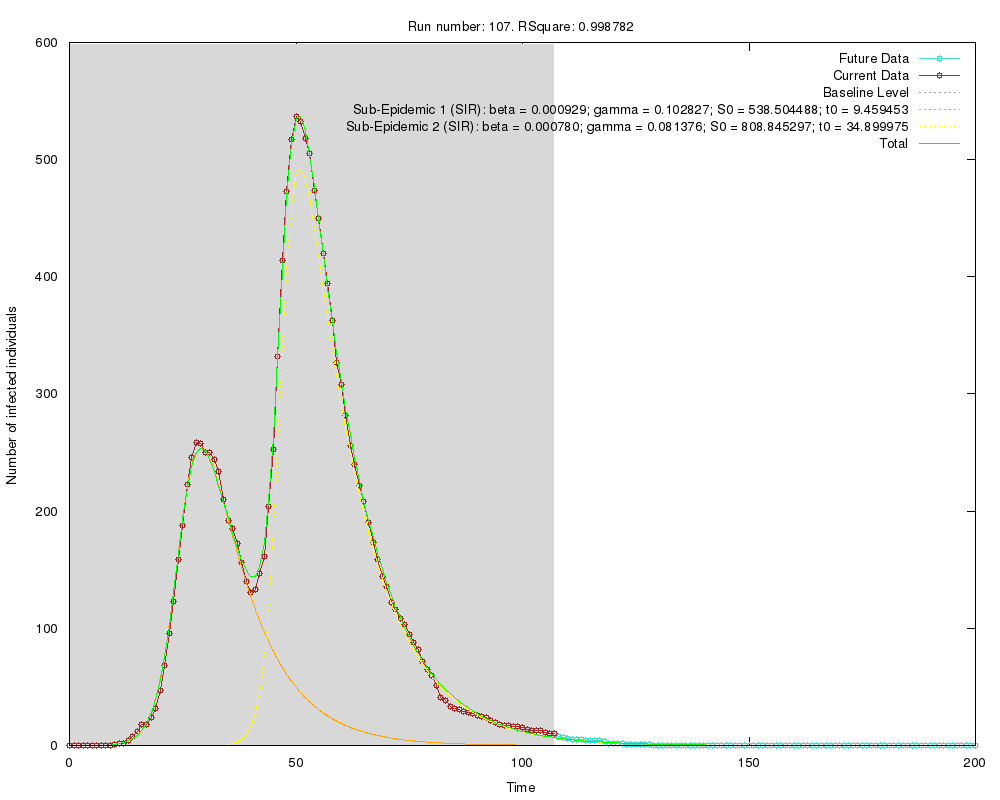 Run number: 107. RSquare: 0.998782
600
500
400
300
200
100
0
0
50
100
150
200
Number of infected individuals
Time
Future Data
Current Data
Baseline Level
Sub-Epidemic 1 (SIR): beta = 0.000929; gamma = 0.102827; S0 = 538.504488; t0 = 9.459453
Sub-Epidemic 2 (SIR): beta = 0.000780; gamma = 0.081376; S0 = 808.845297; t0 = 34.899975
Total